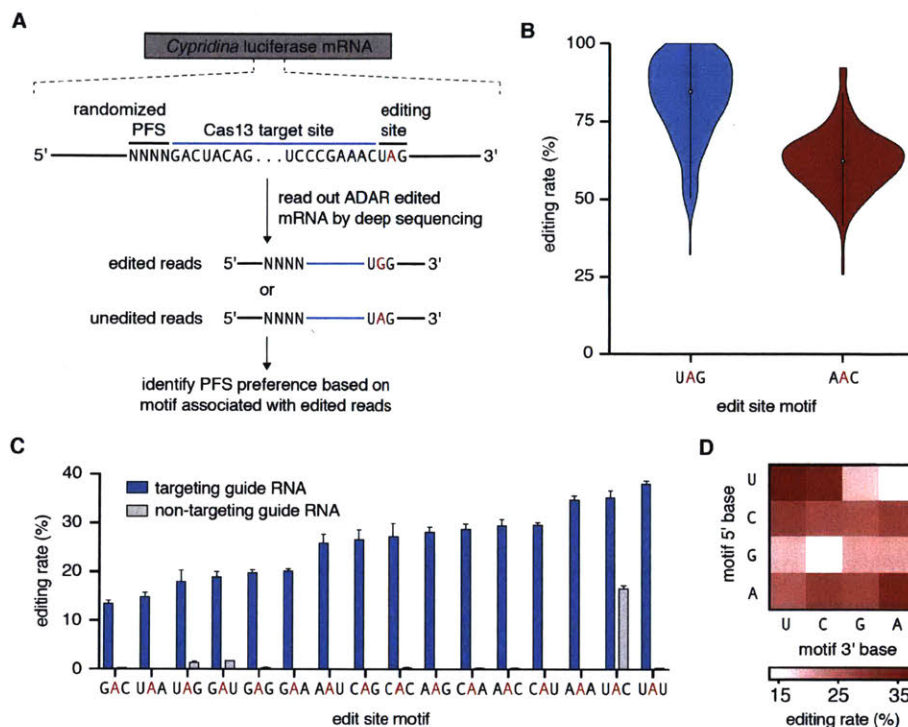 A
Cypridina luciferase mRNA
randomized PFS
Cas13 target site
editing site
5' NNNNGACUACAG...UCCCGAAACUAG 3'
read out ADAR edited
mRNA by deep sequencing
edited reads 5' NNNN UGG 3'
or
unedited reads 5' NNNN UAG 3'
identify PFS preference based on
motif associated with edited reads
B
editing rate (%)
100
75
50
25
0
UAG AAC
edit site motif
C
editing rate (%)
40
30
20
10
0
targeting guide RNA
non-targeting guide RNA
GAC UAA UAG GAU GAG GAA AAU CAG CAC AAG CAA AAC CAU AAA UAC UAU
edit site motif
D
motif 5' base
U
C
G
A
U C G A
motif 3' base
15 25 35
editing rate (%)